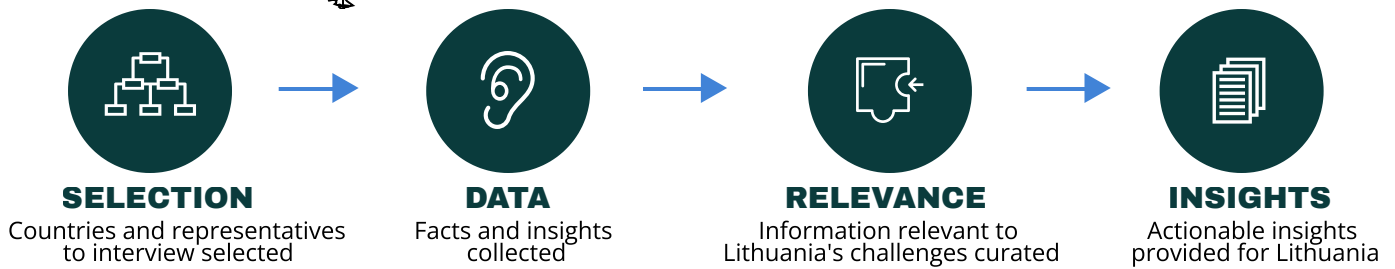 SELECTION
Countries and representatives
to interview selected
DATA
Facts and insights
collected
RELEVANCE
Information relevant to
Lithuania's challenges curated
INSIGHTS
Actionable insights
provided for Lithuania